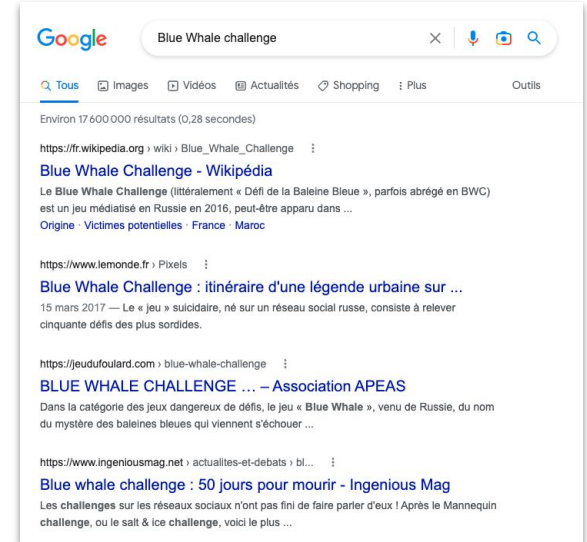 Google
Blue Whale challenge
Tous Images Vidéos Actualités Shopping Plus Outils
Environ 17 600 000 résultats (0,28 secondes)
https://fr.wikipedia.org › wiki › Blue_Whale_Challenge
Blue Whale Challenge - Wikipédia
Le Blue Whale Challenge (littéralement « Défi de la Baleine Bleue », parfois abrégé en BWC)
est un jeu médiatisé en Russie en 2016, peut-être apparu dans ...
Origine · Victimes potentielles · France · Maroc
https://www.lemonde.fr › Pixels
Blue Whale Challenge : itinéraire d'une légende urbaine sur ...
15 mars 2017 — Le « jeu » suicidaire, né sur un réseau social russe, consiste à relever
cinquante défis des plus sordides.
https://jeudufoulard.com › blue-whale-challenge
BLUE WHALE CHALLENGE … – Association APEAS
Dans la catégorie des jeux dangereux de défis, le jeu « Blue Whale », venu de Russie, du nom
du mystère des baleines bleues qui viennent s'échouer ...
https://www.ingeniousmag.net › actualites-et-debats › bl...
Blue whale challenge : 50 jours pour mourir - Ingenious Mag
Les challenges sur les réseaux sociaux n'ont pas fini de faire parler d'eux ! Après le Mannequin
challenge, ou le salt & ice challenge, voici le plus ...